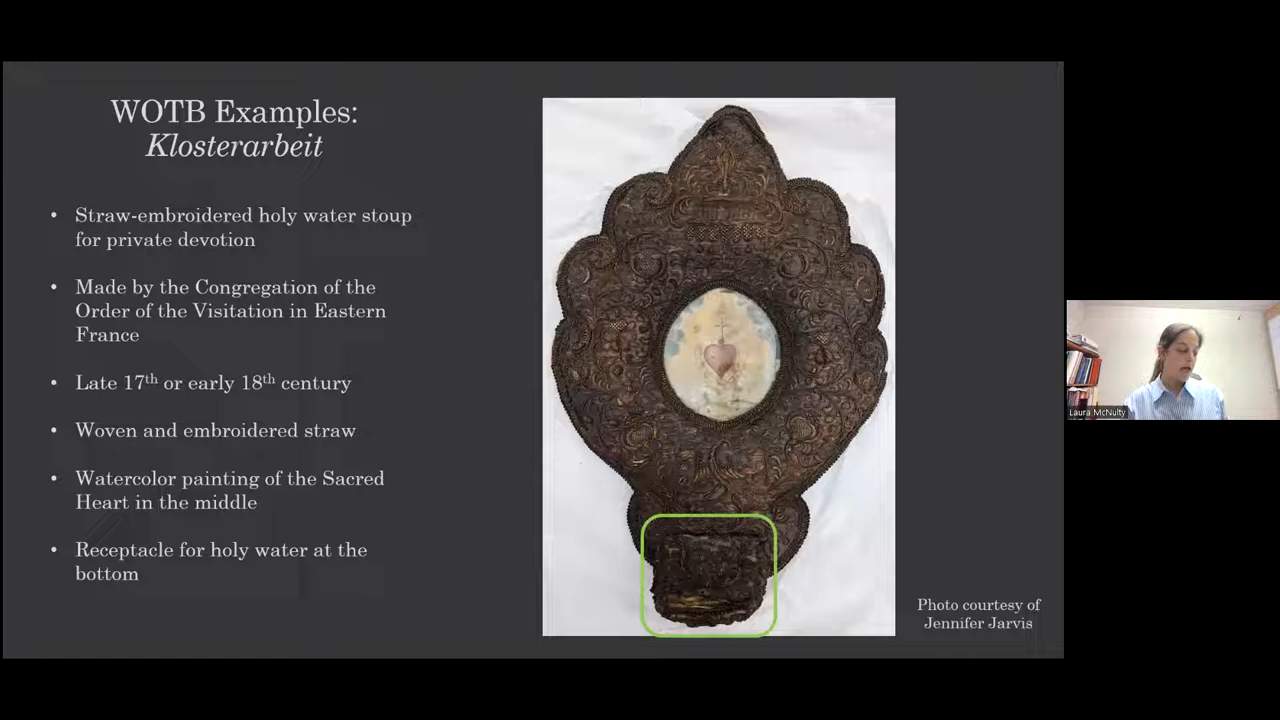 WOTB Examples:
Klosterarbeit
• Straw-embroidered holy water stoup
for private devotion
• Made by the Congregation of the
Order of the Visitation in Eastern
France
• Late 17th or early 18th century
• Woven and embroidered straw
• Watercolor painting of the Sacred
Heart in the middle
• Receptacle for holy water at the
bottom
Photo courtesy of
Jennifer Jarvis
Laura McNulty